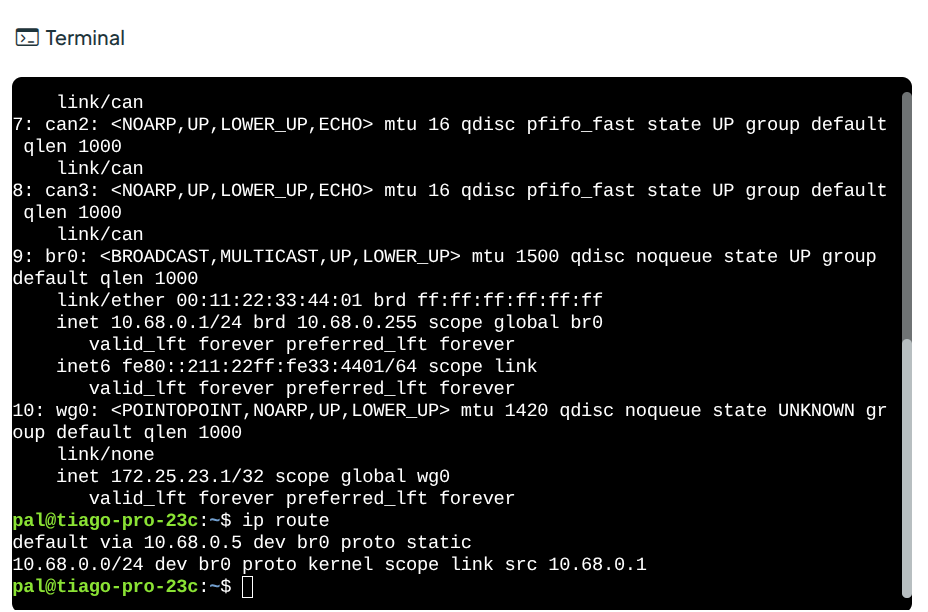 Terminal
link/can
7: can2: <NOARP,UP,LOWER_UP,ECHO> mtu 16 qdisc pfifo_fast state UP group default
 qlen 1000
    link/can
8: can3: <NOARP,UP,LOWER_UP,ECHO> mtu 16 qdisc pfifo_fast state UP group default
 qlen 1000
    link/can
9: br0: <BROADCAST,MULTICAST,UP,LOWER_UP> mtu 1500 qdisc noqueue state UP group
default qlen 1000
    link/ether 00:11:22:33:44:01 brd ff:ff:ff:ff:ff:ff
    inet 10.68.0.1/24 brd 10.68.0.255 scope global br0
       valid_lft forever preferred_lft forever
    inet6 fe80::211:22ff:fe33:4401/64 scope link
       valid_lft forever preferred_lft forever
10: wg0: <POINTOPOINT,NOARP,UP,LOWER_UP> mtu 1420 qdisc noqueue state UNKNOWN gr
oup default qlen 1000
    link/none
    inet 172.25.23.1/32 scope global wg0
       valid_lft forever preferred_lft forever
pal@tiago-pro-23c:~$ ip route
default via 10.68.0.5 dev br0 proto static
10.68.0.0/24 dev br0 proto kernel scope link src 10.68.0.1
pal@tiago-pro-23c:~$